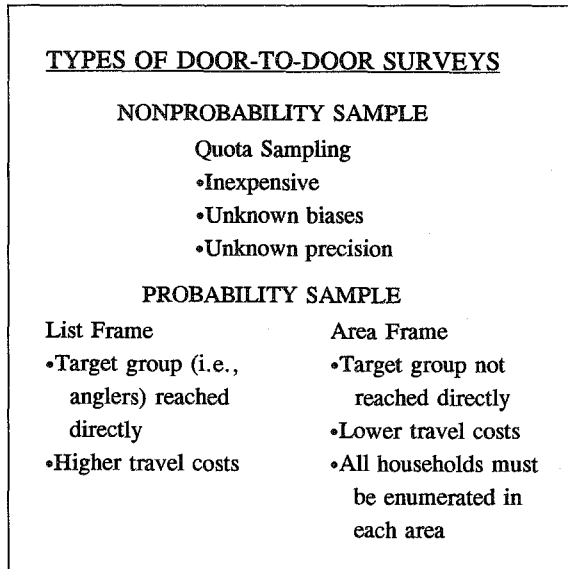 TYPES OF DOOR-TO-DOOR SURVEYS
NONPROBABILITY SAMPLE
Quota Sampling
•Inexpensive
•Unknown biases
•Unknown precision
PROBABILITY SAMPLE
List Frame
•Target group (i.e.,
anglers) reached
directly
•Higher travel costs
Area Frame
•Target group not
reached directly
•Lower travel costs
•All households must
be enumerated in
each area